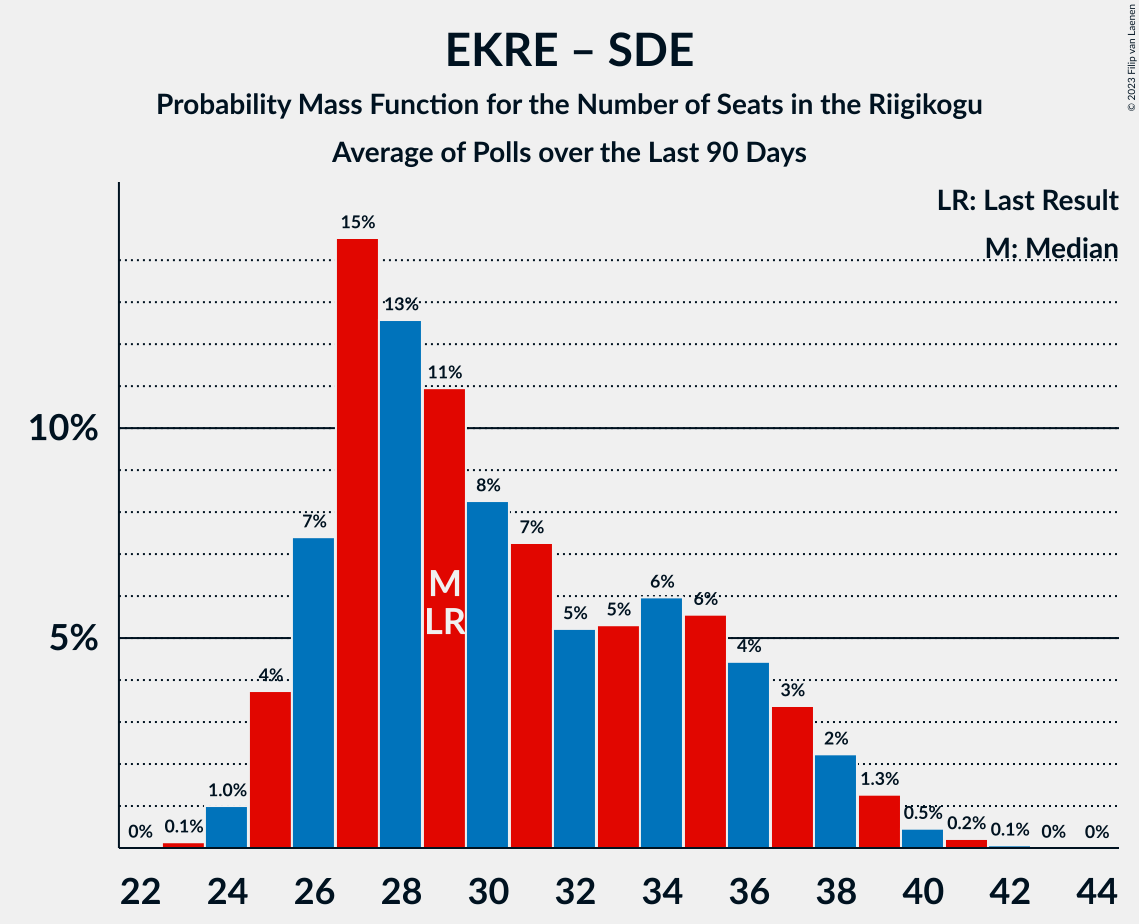 EKRE – SDE
Probability Mass Function for the Number of Seats in the Riigikogu
Average of Polls over the Last 90 Days
© 2023 Filip van Laenen
LR: Last Result
M: Median
15%
13%
11%
10%
8%
7%
7%
M
LR
6%
6%
5%
5%
5%
4%
4%
3%
2%
1.3%
1.0%
0.5%
0.2%
0.1%
0.1%
0%
0%
0%
22 24 26 28 30 32 34 36 38 40 42 44